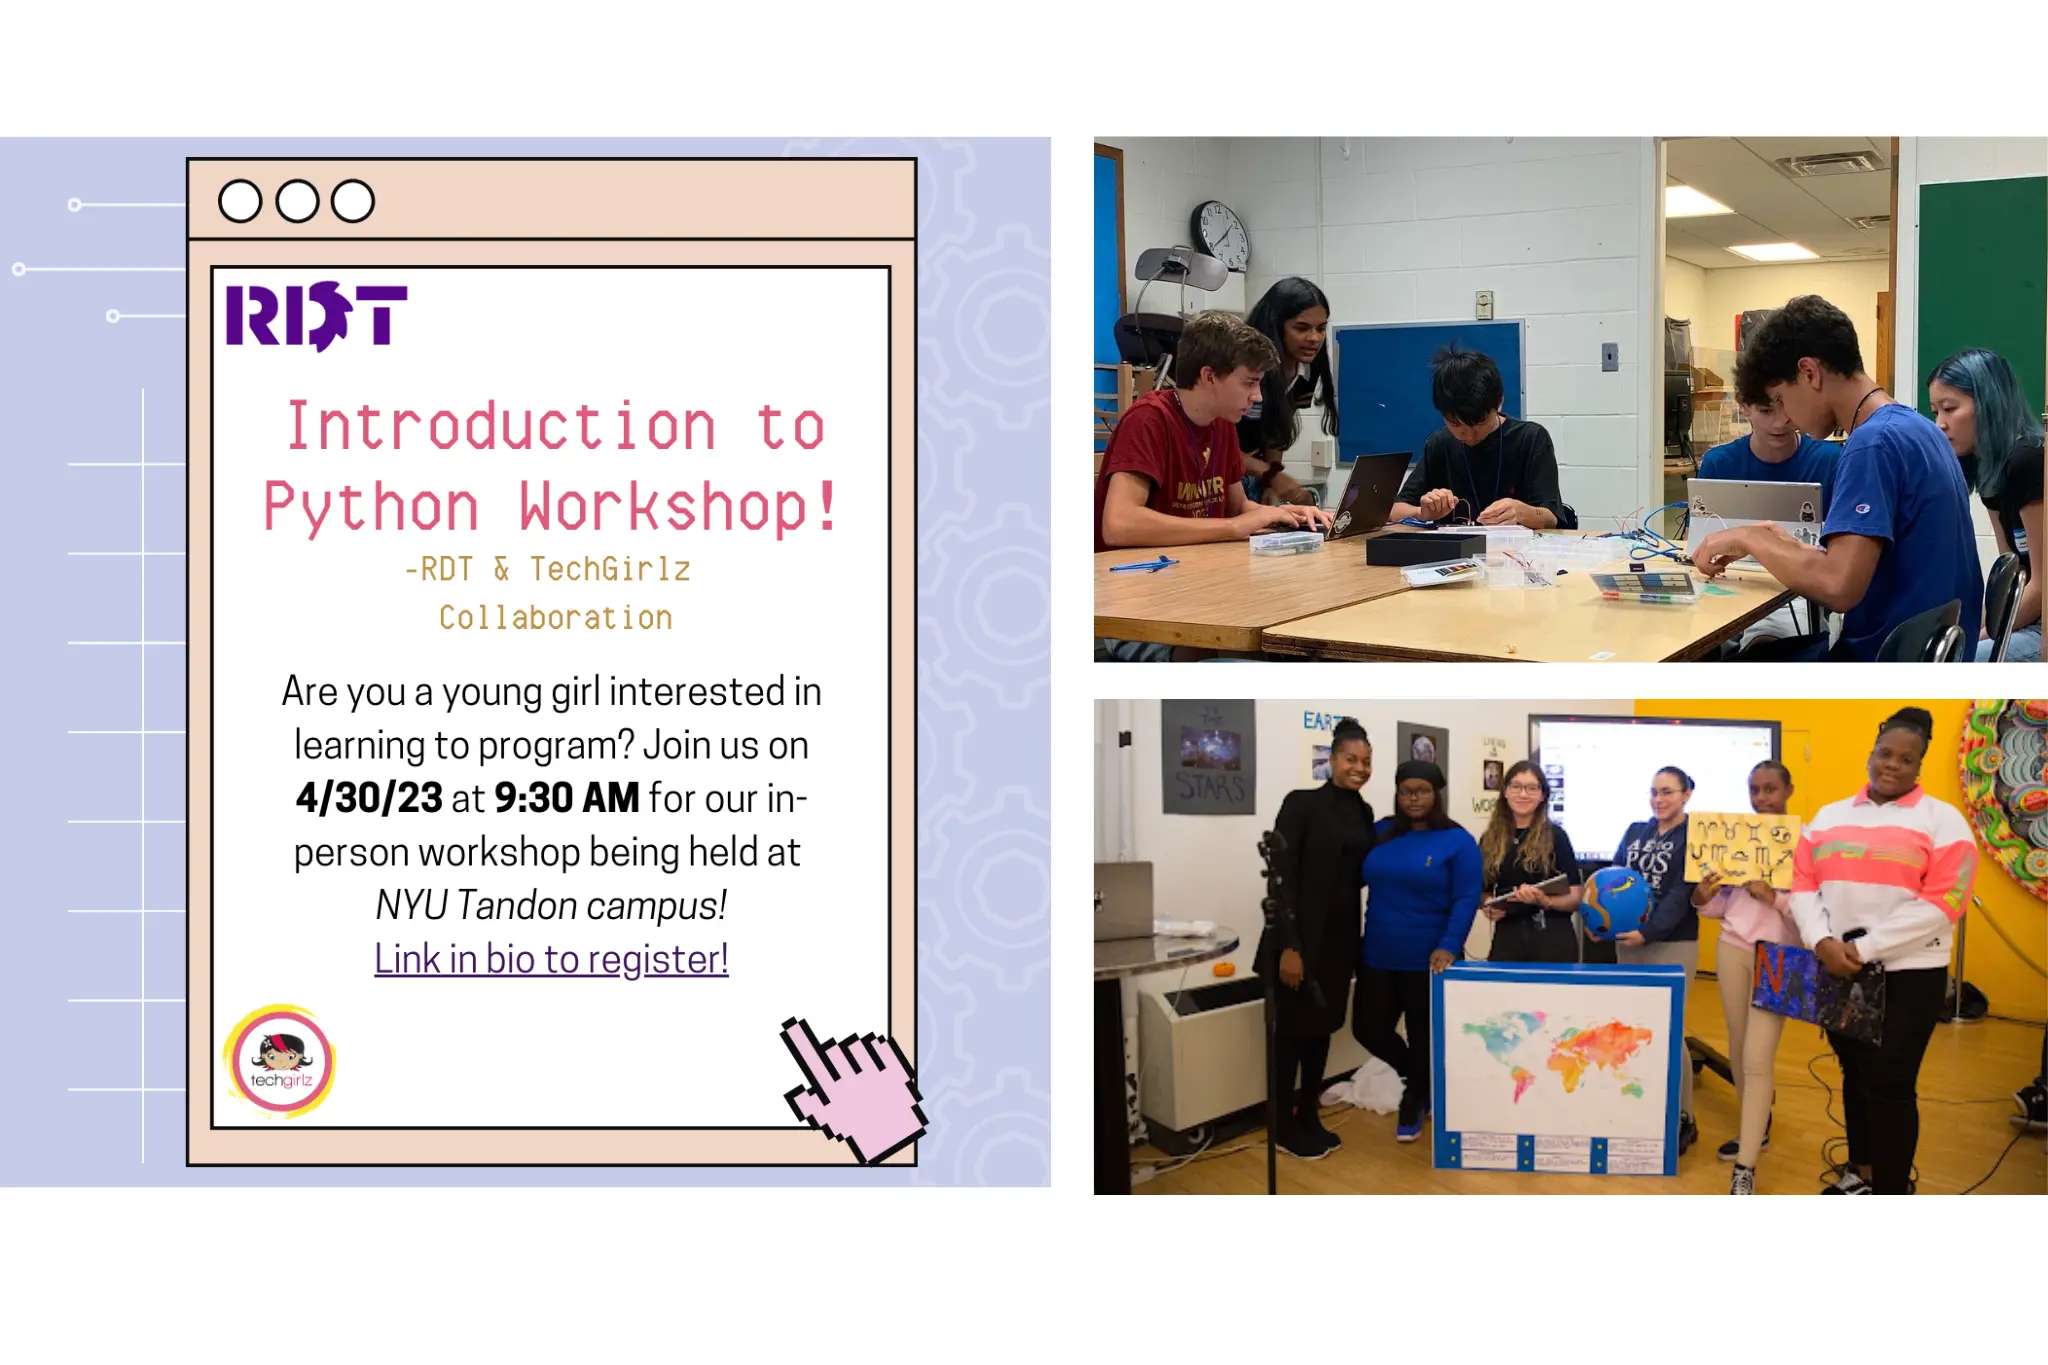 RDT
Introduction to
Python Workshop!
-RDT & TechGirlz
Collaboration
Are you a young girl interested in
learning to program? Join us on
4/30/23 at 9:30 AM for our in-
person workshop being held at
NYU Tandon campus!
Link in bio to register!
techgirlz
THE
STARS
EARTH
NASA